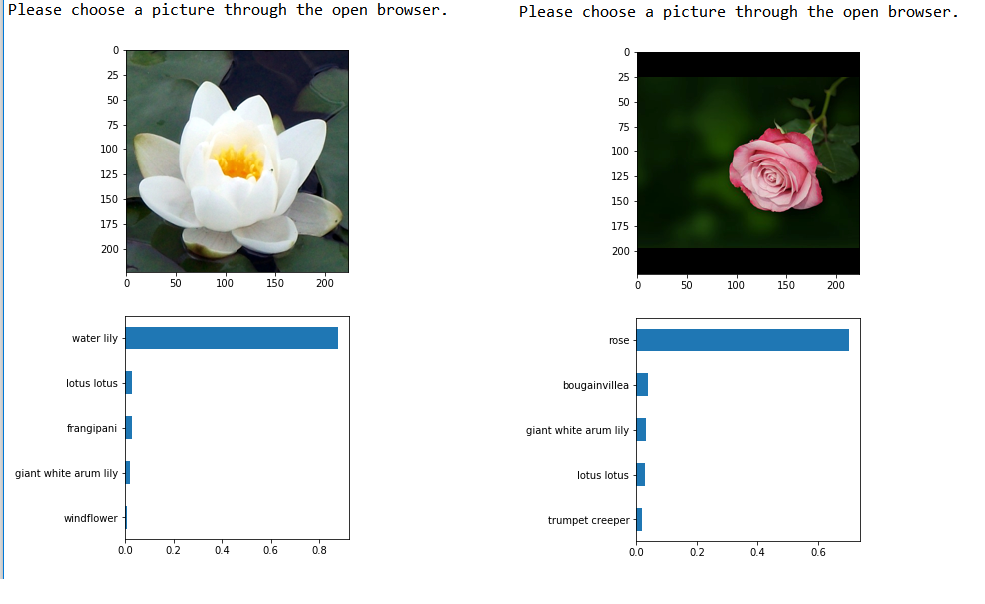 Please choose a picture through the open browser.
0
25
50
75
100
125
150
175
200
0 50 100 150 200
water lily
lotus lotus
frangipani
giant white arum lily
windflower
0.0 0.2 0.4 0.6 0.8
Please choose a picture through the open browser.
0
25
50
75
100
125
150
175
200
0 50 100 150 200
rose
bougainvillea
giant white arum lily
lotus lotus
trumpet creeper
0.0 0.2 0.4 0.6